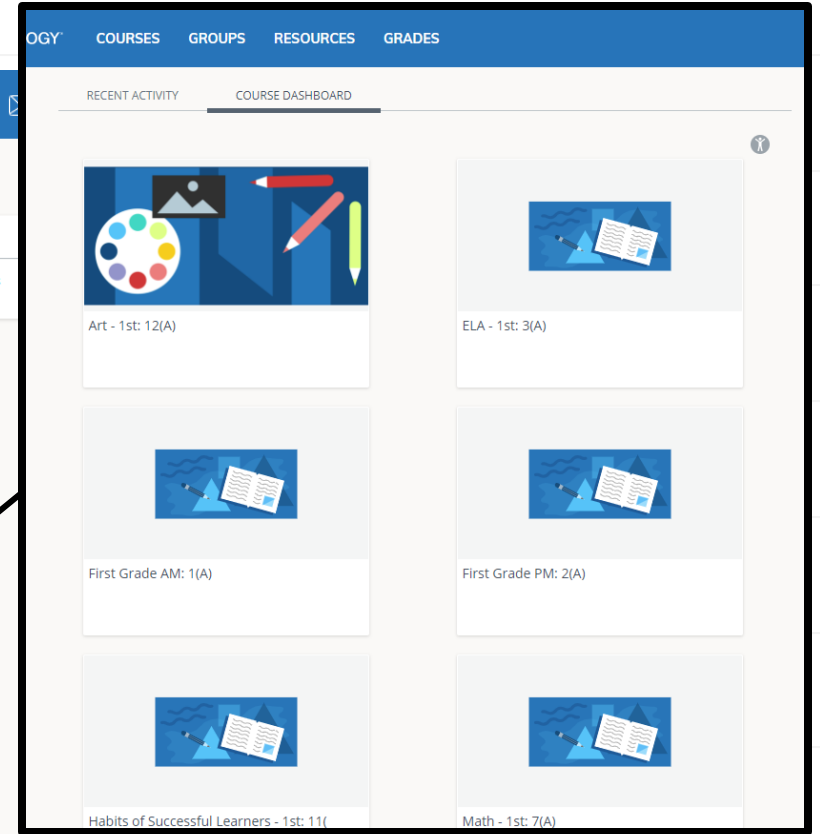 OGY COURSES GROUPS RESOURCES GRADES
RECENT ACTIVITY COURSE DASHBOARD
Art - 1st: 12(A)
ELA - 1st: 3(A)
First Grade AM: 1(A)
First Grade PM: 2(A)
Habits of Successful Learners - 1st: 11(
Math - 1st: 7(A)